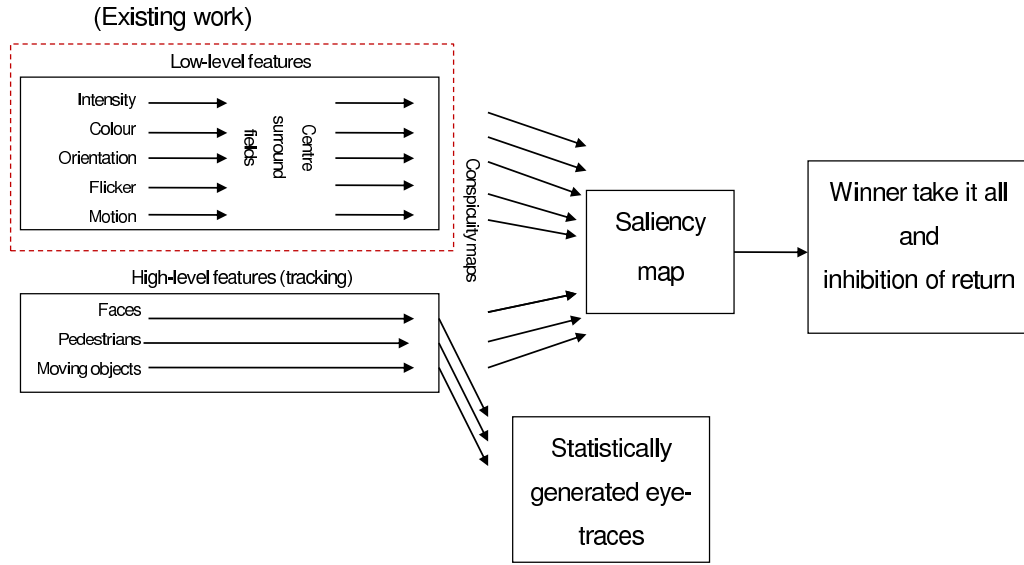 (Existing work)
Low-level features
Intensity
Colour
Orientation
Flicker
Motion
Centre
surround
fields
Conspicuity maps
High-level features (tracking)
Faces
Pedestrians
Moving objects
Saliency
map
Winner take it all
and
inhibition of return
Statistically
generated eye-
traces